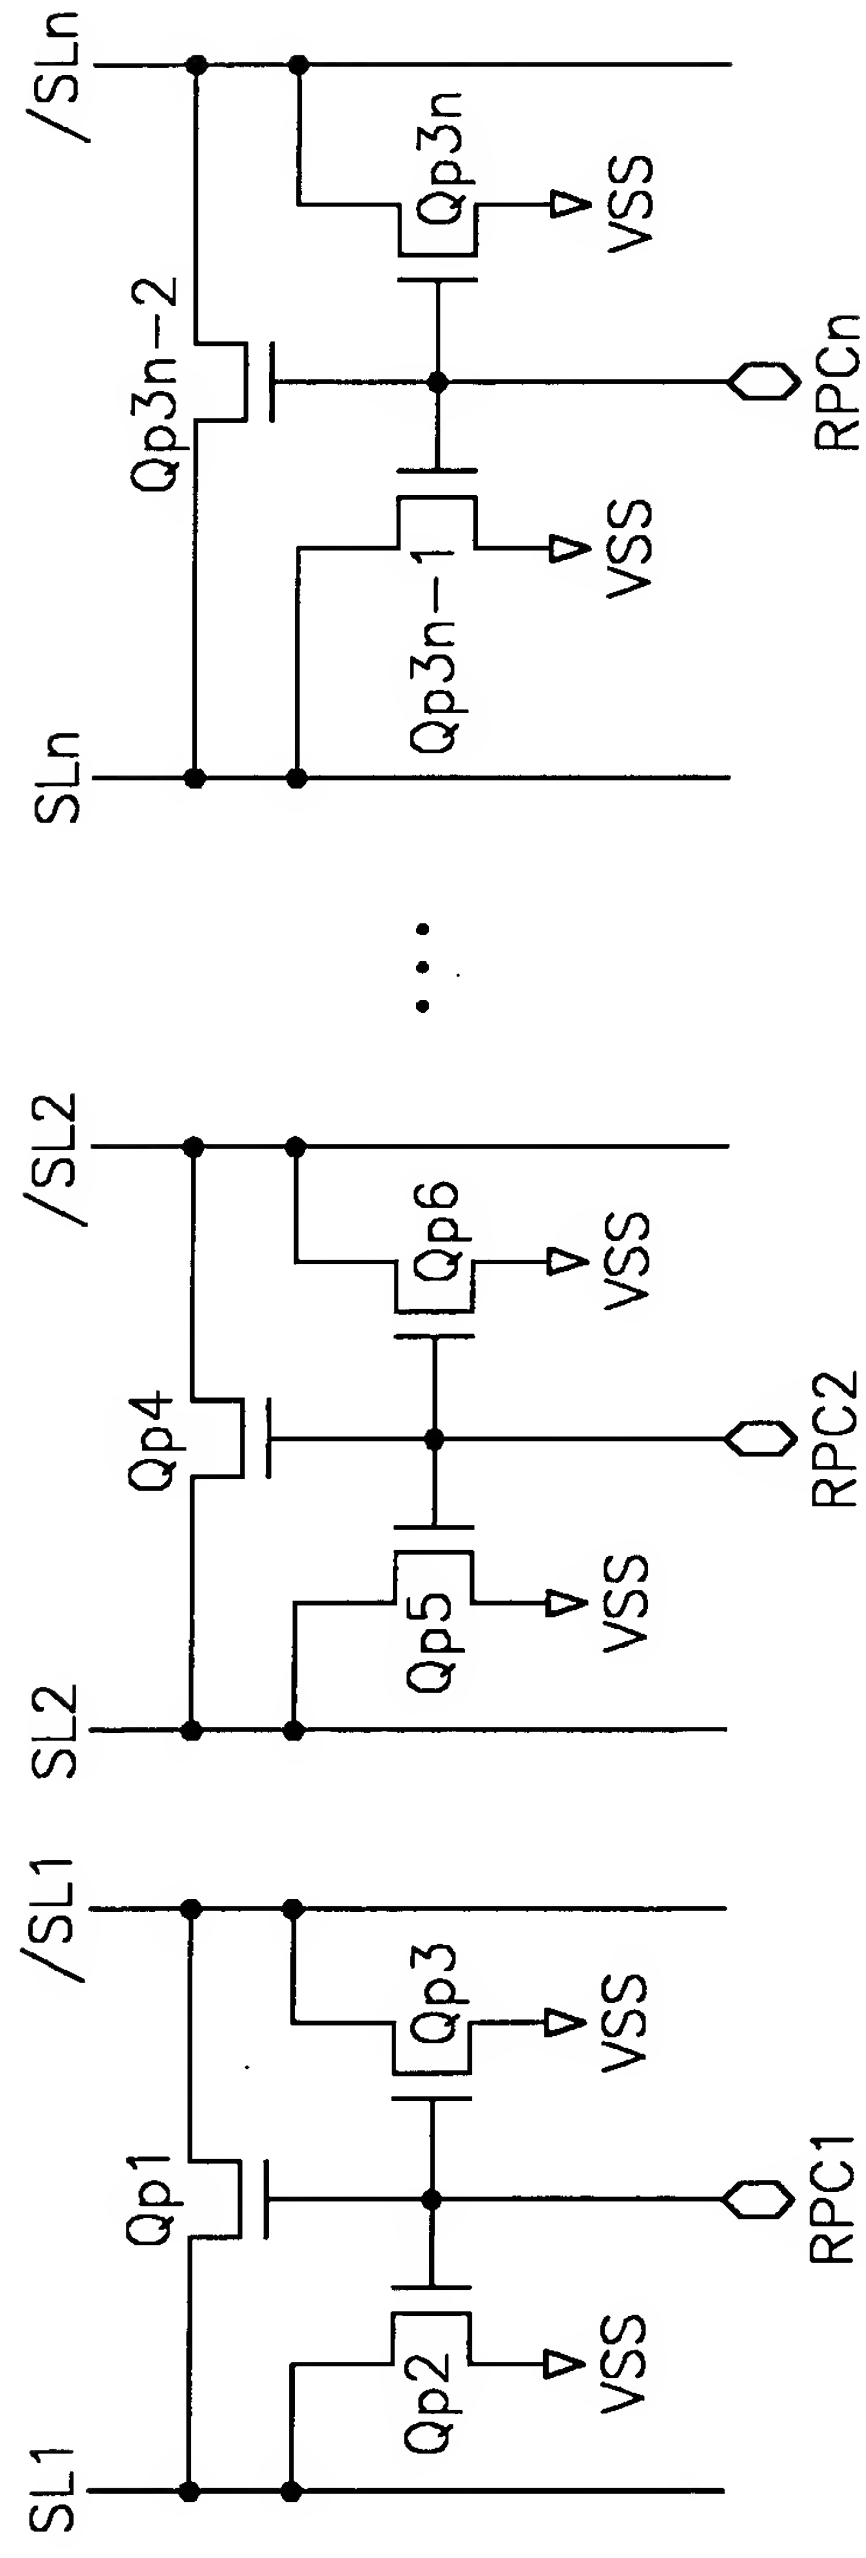 SL1
/SL1
SL2
/SL2
SLn
/SLn
Qp1
Qp4
Qp3n-2
Qp2
Qp3
Qp5
Qp6
Qp3n-1
Qp3n
VSS
VSS
VSS
VSS
VSS
VSS
RPC1
RPC2
RPCn